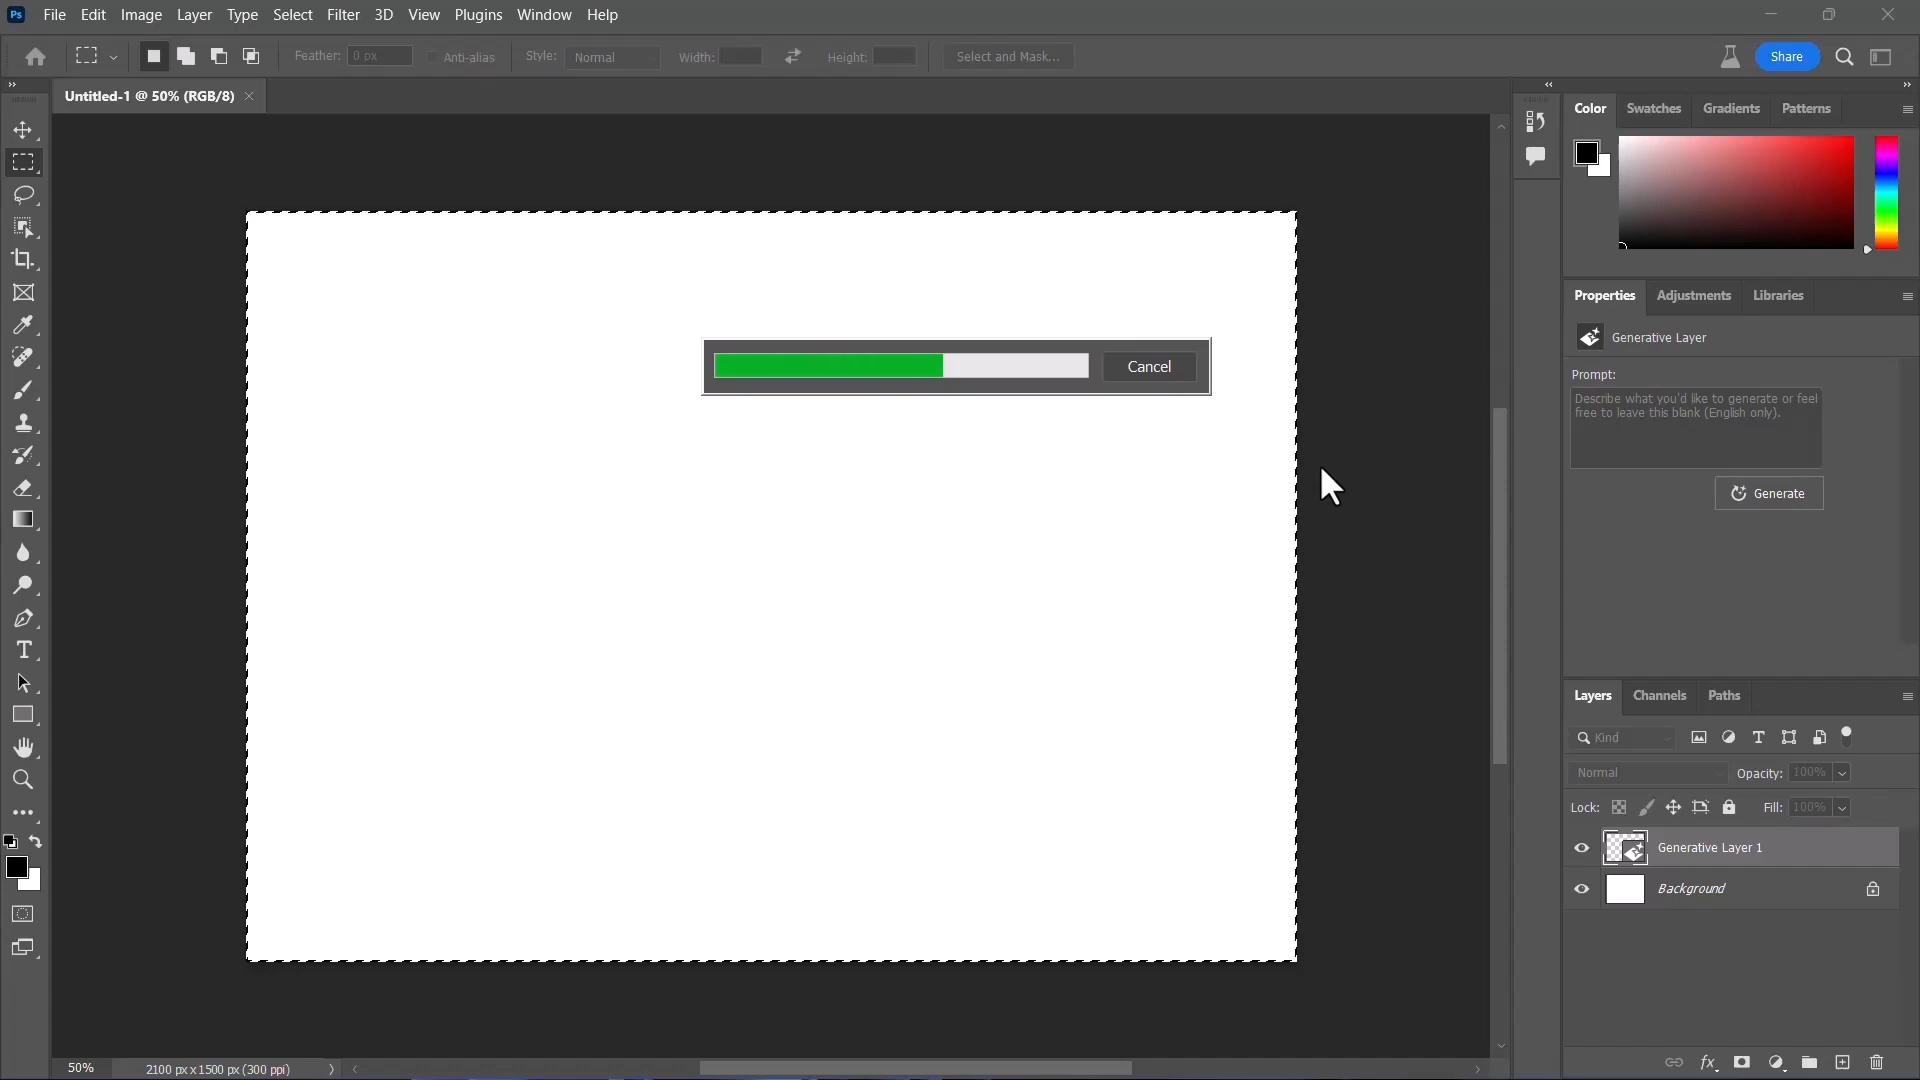 Ps File Edit Image Layer Type Select Filter 3D View Plugins Window Help
Feather: 0 px Anti-alias Style: Normal Width: Height: Select and Mask... Share
Untitled-1 @ 50% (RGB/8)
Color Swatches Gradients Patterns
Properties Adjustments Libraries
Generative Layer
Prompt:
Describe what you'd like to generate or feel
free to leave this blank (English only).
Cancel
Generate
Layers Channels Paths
Kind
Normal Opacity: 100%
Lock: Fill: 100%
Generative Layer 1
Background
50% 2100 px x 1500 px (300 ppi)